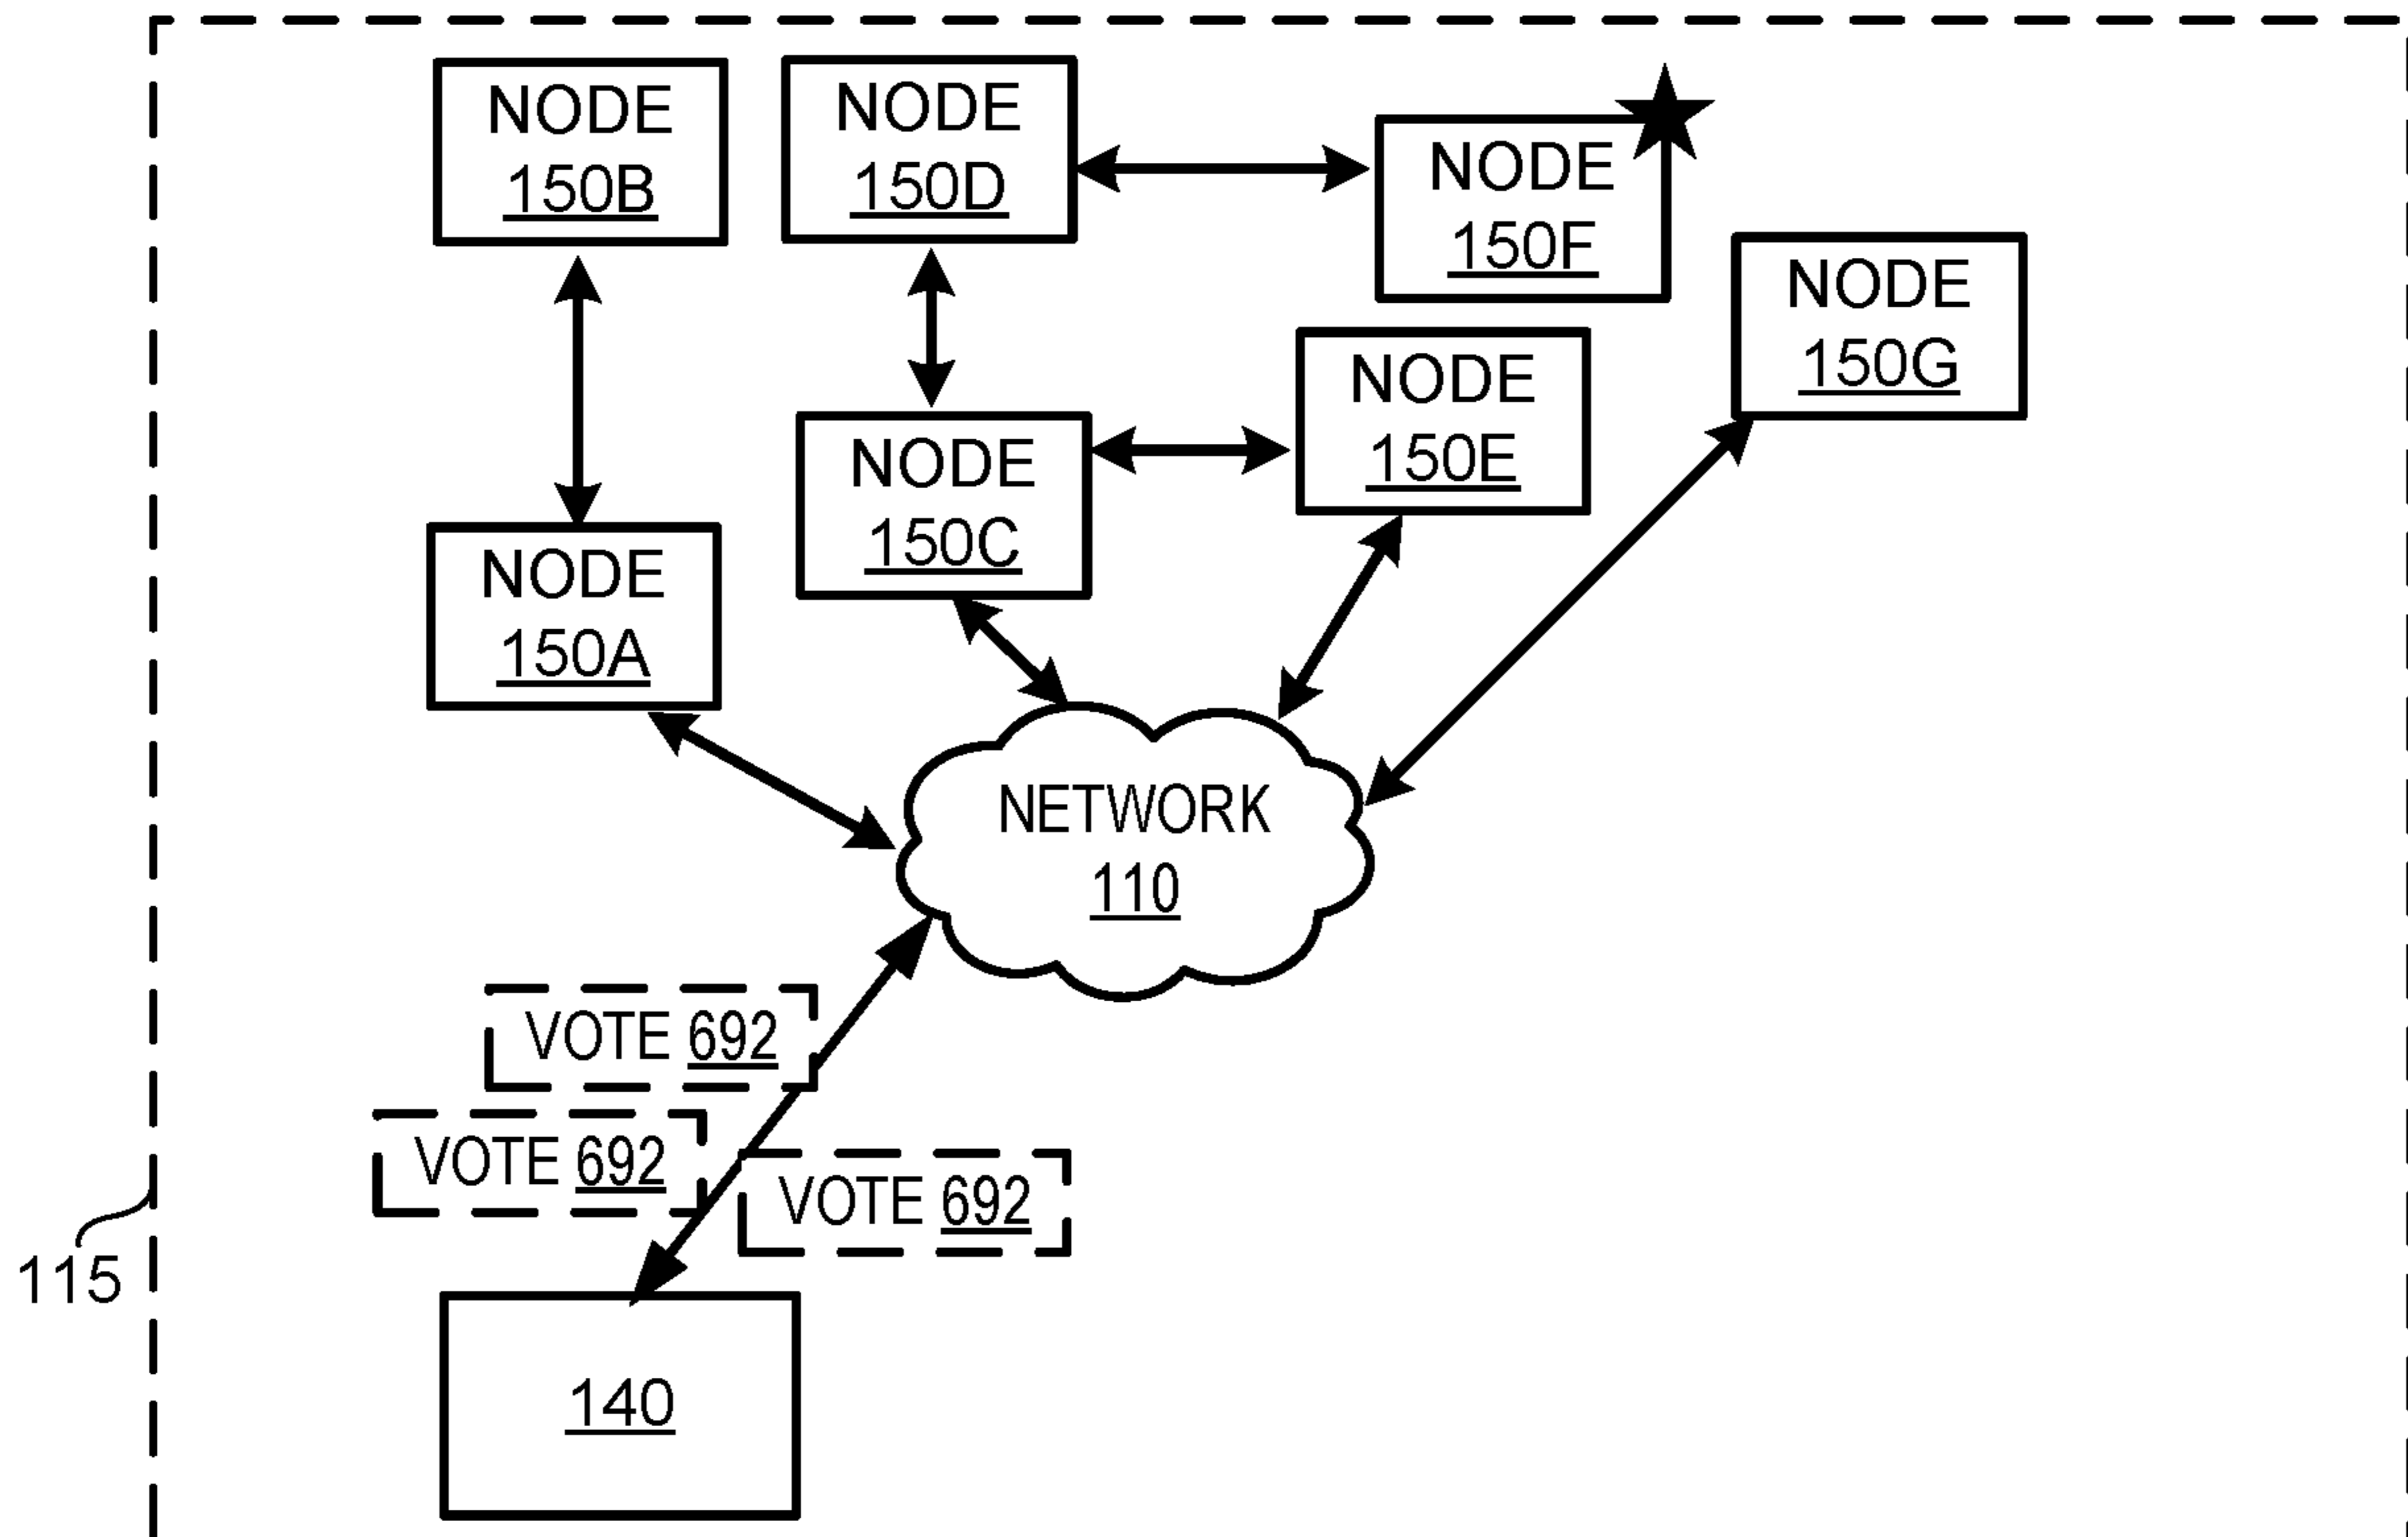 NODE
150B
NODE
150D
NODE
150F
NODE
150G
NODE
150E
NODE
150C
NODE
150A
NETWORK
110
VOTE 692
VOTE 692
VOTE 692
115
140